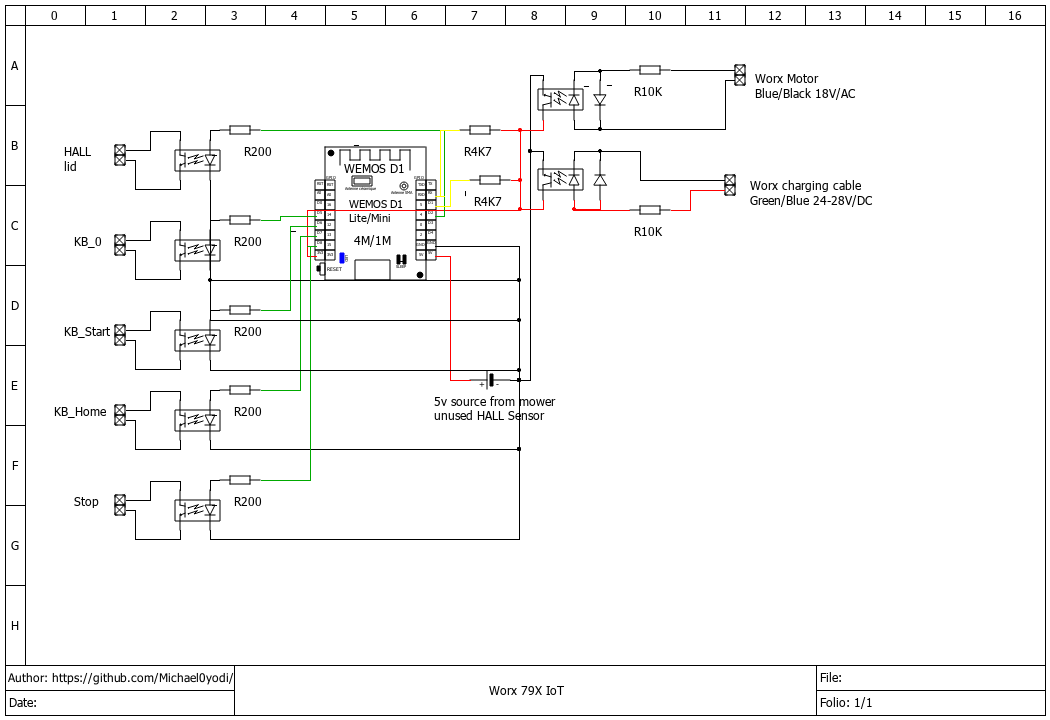 0 1 2 3 4 5 6 7 8 9 10 11 12 13 14 15 16
A
B
C
D
E
F
G
H
R10K
Worx Motor
Blue/Black 18V/AC
HALL
lid
R200
R4K7
R4K7
WEMOS D1
WEMOS D1
Lite/Mini
4M/1M
RESET
SLEEP
Worx charging cable
Green/Blue 24-28V/DC
R10K
KB_0
R200
KB_Start
R200
+ -
5v source from mower
unused HALL Sensor
KB_Home
R200
Stop
R200
Author: https://github.com/Michael0yodi/
Date:
Worx 79X IoT
File:
Folio: 1/1